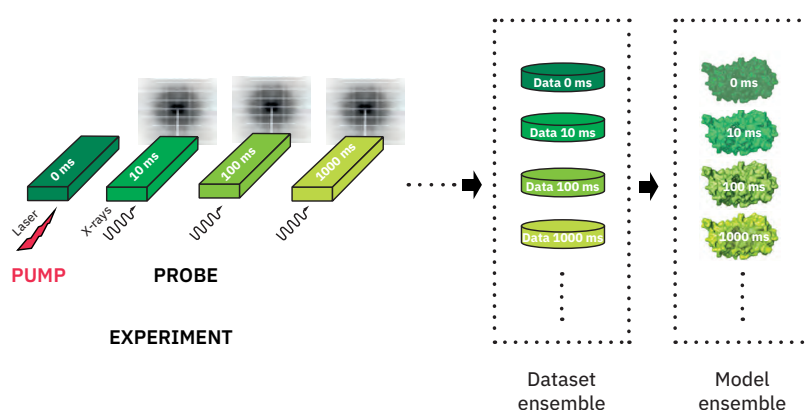 0 ms
10 ms
100 ms
1000 ms
Laser
X-rays
PUMP
PROBE
EXPERIMENT
Data 0 ms
Data 10 ms
Data 100 ms
Data 1000 ms
Dataset
ensemble
0 ms
10 ms
100 ms
1000 ms
Model
ensemble